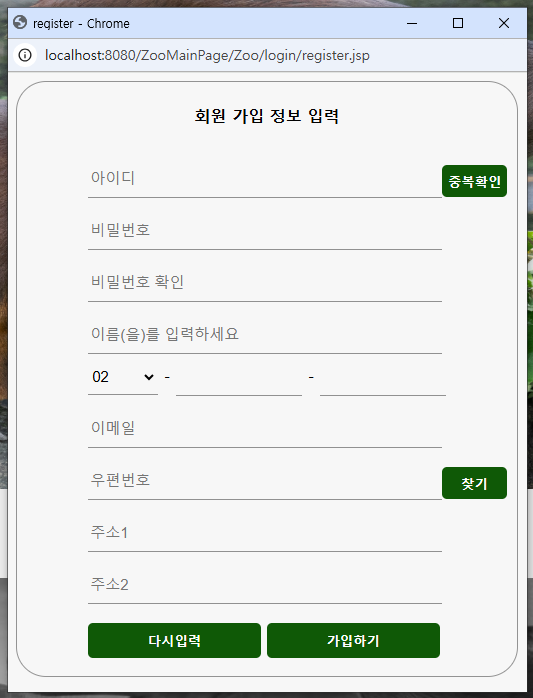 register - Chrome
localhost:8080/ZooMainPage/Zoo/login/register.jsp
회원 가입 정보 입력
아이디 중복확인
비밀번호
비밀번호 확인
이름(을)를 입력하세요
02 - -
이메일
우편번호 찾기
주소1
주소2
다시입력 가입하기